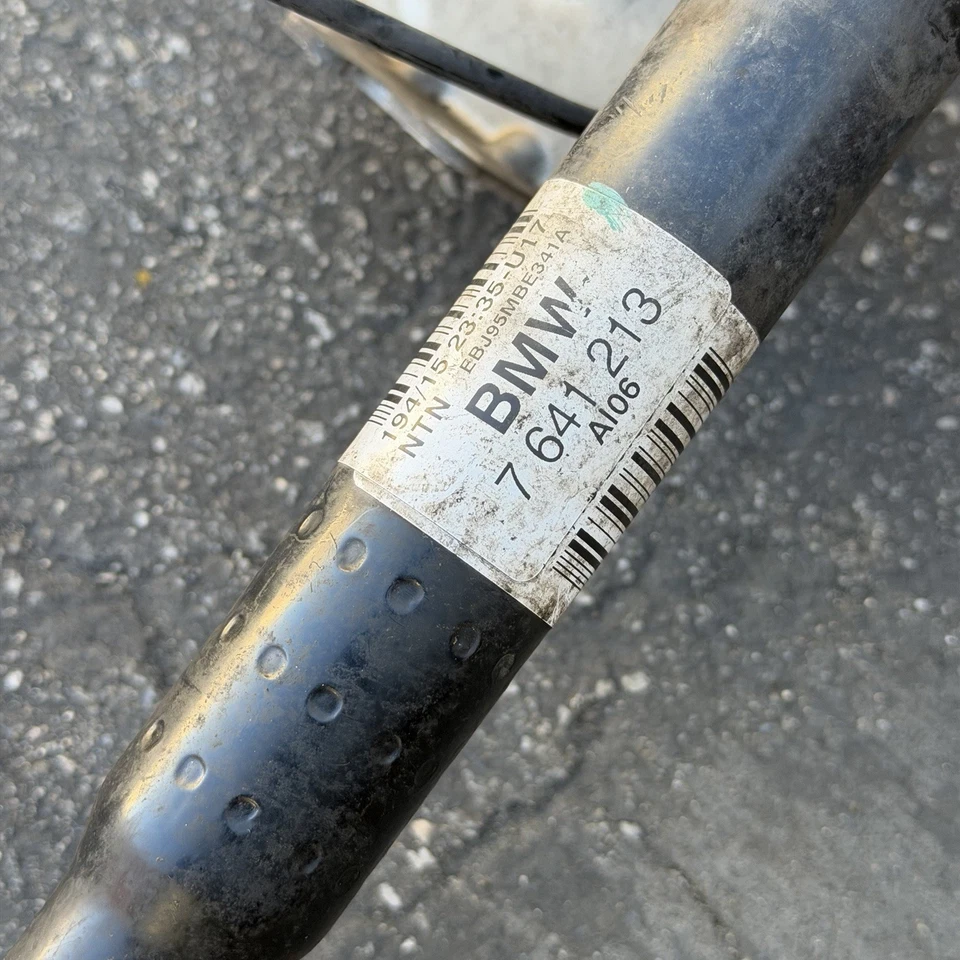 194/15 23:35-U17
NTN EBJ95MBE341A
BMW
7 641 213
AI06